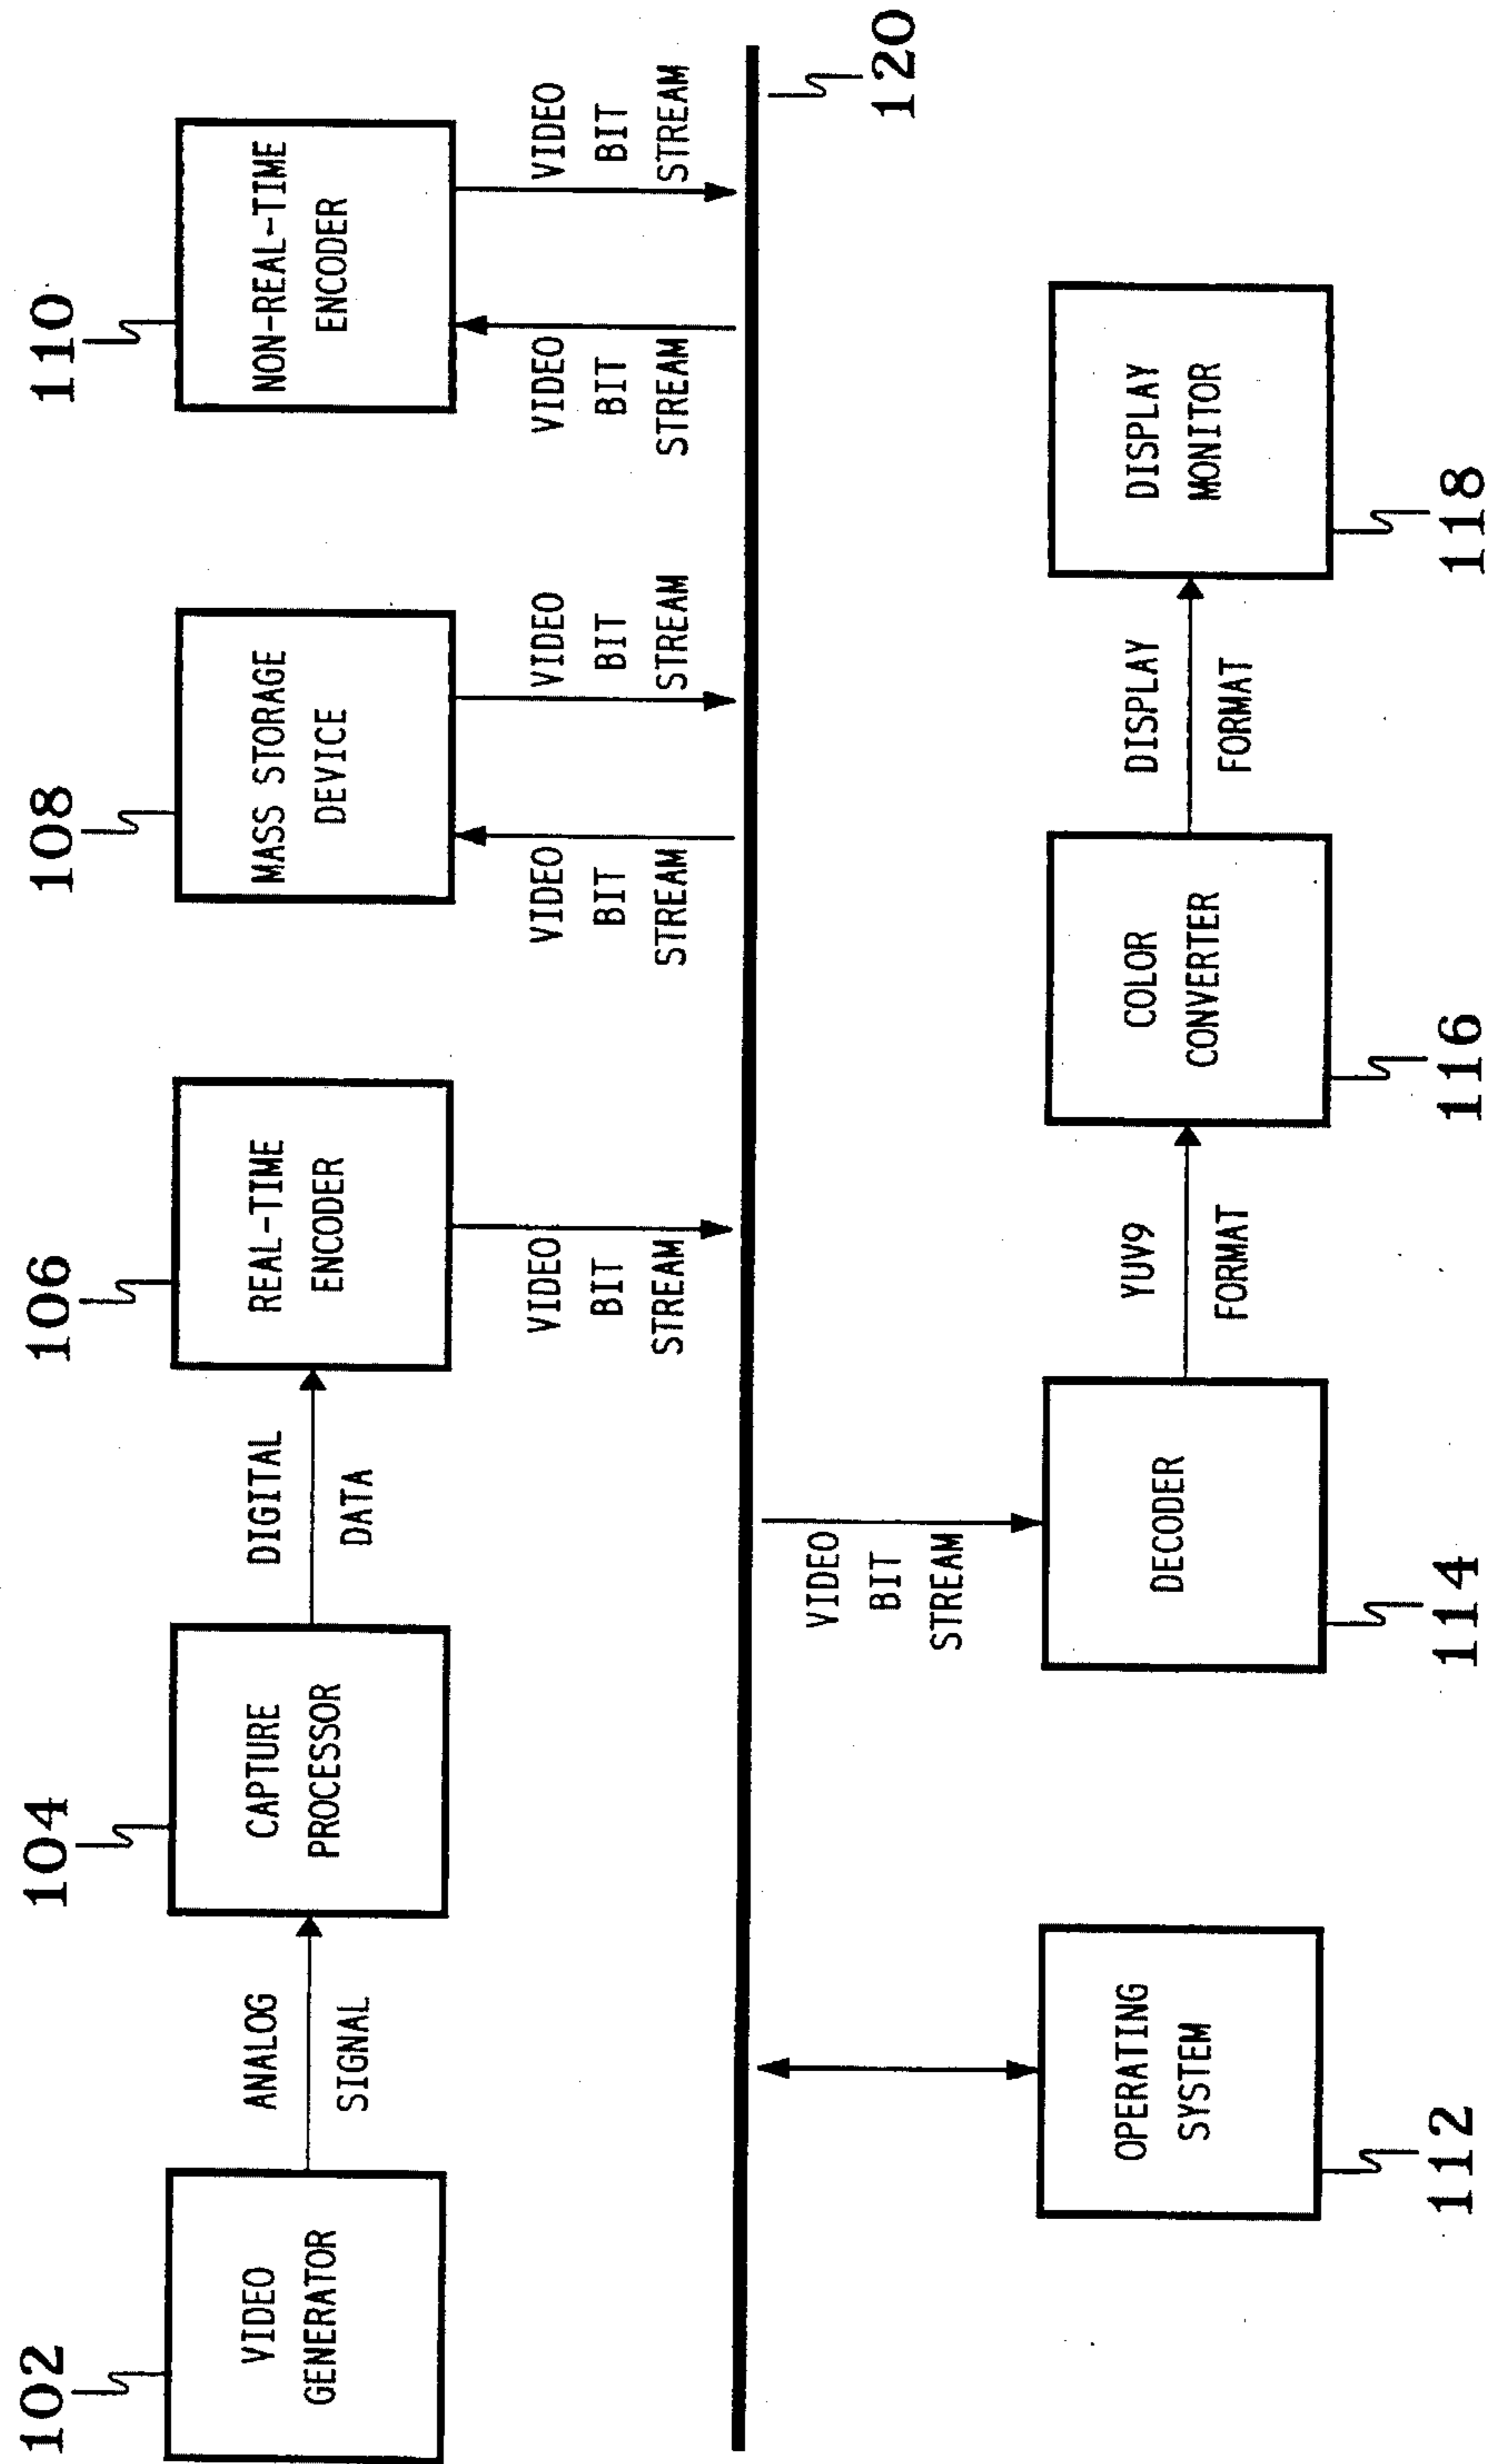 102
VIDEO
GENERATOR
ANALOG
SIGNAL
104
CAPTURE
PROCESSOR
DIGITAL
DATA
106
REAL-TIME
ENCODER
VIDEO
BIT
STREAM
108
MASS STORAGE
DEVICE
VIDEO
BIT
STREAM
VIDEO
BIT
STREAM
110
NON-REAL-TIME
ENCODER
VIDEO
BIT
STREAM
VIDEO
BIT
STREAM
120
OPERATING
SYSTEM
112
VIDEO
BIT
STREAM
DECODER
114
YUV9
FORMAT
COLOR
CONVERTER
116
DISPLAY
FORMAT
DISPLAY
MONITOR
118